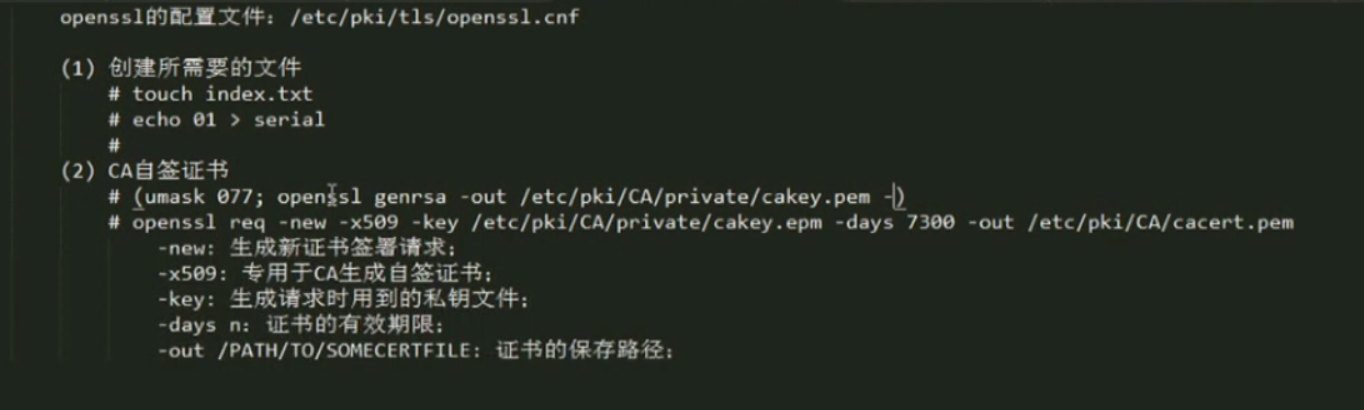 openssl的配置文件：/etc/pki/tls/openssl.cnf
(1) 创建所需要的文件
# touch index.txt
# echo 01 > serial
#
(2) CA自签证书
# (umask 077; openssl genrsa -out /etc/pki/CA/private/cakey.pem -)
# openssl req -new -x509 -key /etc/pki/CA/private/cakey.epm -days 7300 -out /etc/pki/CA/cacert.pem
-new: 生成新证书签署请求；
-x509: 专用于CA生成自签证书；
-key: 生成请求时用到的私钥文件；
-days n：证书的有效期限；
-out /PATH/TO/SOMECERTFILE: 证书的保存路径；